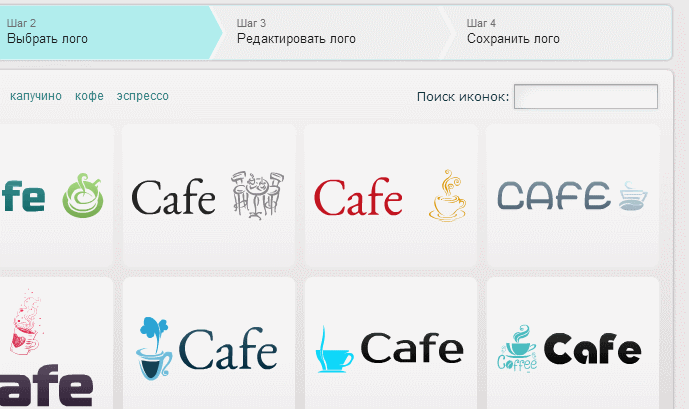 Шаг 2
Выбрать лого
Шаг 3
Редактировать лого
Шаг 4
Сохранить лого
капучино кофе эспрессо
Поиск иконок:
fe
Cafe
Cafe
CAFE
afe
Cafe
Cafe
Coffee
Cafe